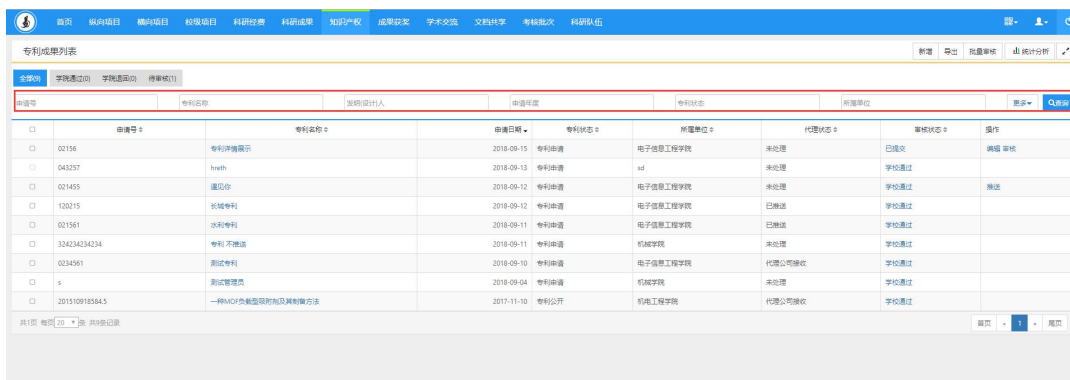 首页 纵向项目 横向项目 校级项目 科研经费 科研成果 知识产权 成果获奖 学术交流 文档共享 考核批次 科研队伍
专利成果列表 新增 导出 批量审核 统计分析
全部(9) 学院通过(0) 学院退回(0) 待审核(1)
申请号 专利名称 发明(设计)人 申请年度 专利状态 所属单位 更多 查询
申请号 专利名称 申请日期 专利状态 所属单位 代理状态 审核状态 操作
02156 专利详情展示 2018-09-15 专利申请 电子信息工程学院 未处理 已提交 编辑 审核
043257 hreth 2018-09-13 专利申请 sd 未处理 学校通过
021455 遇见你 2018-09-12 专利申请 电子信息工程学院 未处理 学校通过 推送
120215 长城专利 2018-09-12 专利申请 电子信息工程学院 已推送 学校通过
021561 水利专利 2018-09-11 专利申请 电子信息工程学院 已推送 学校通过
324234234234 专利 不推送 2018-09-11 专利申请 机械学院 未处理 学校通过
0234561 测试专利 2018-09-10 专利申请 电子信息工程学院 代理公司接收 学校通过
s 测试管理员 2018-09-04 专利申请 机械学院 未处理 学校通过
201510918584.5 一种MOF负载型吸附剂及其制备方法 2017-11-10 专利公开 机电工程学院 代理公司接收 学校通过
共1页 每页 20 条 共9条记录 首页 « 1 » 尾页